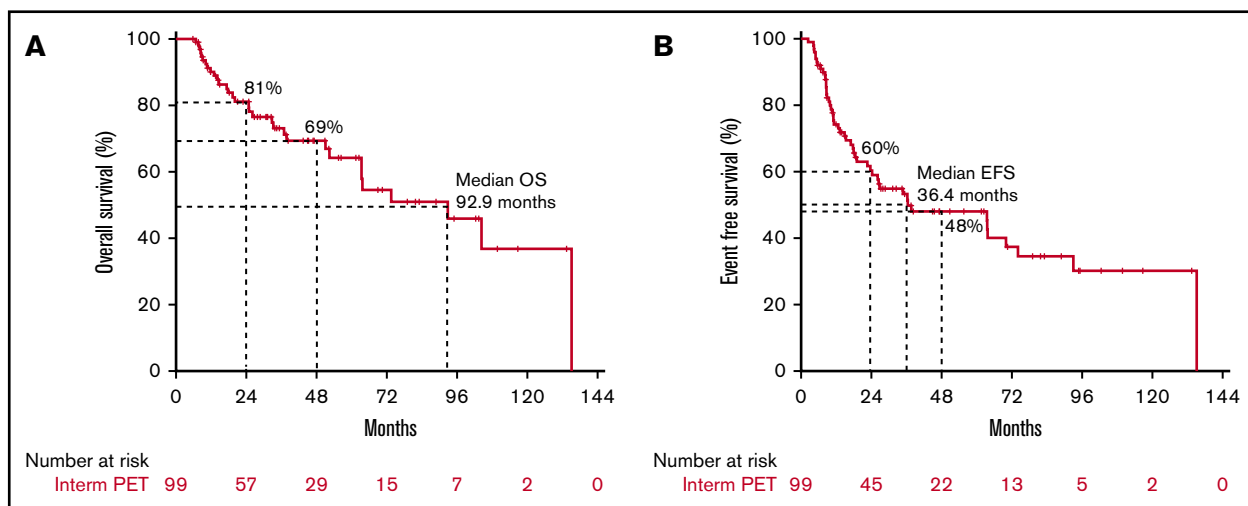 A
Overall survival (%)
100
80
60
40
20
0
81%
69%
Median OS
92.9 months
0 24 48 72 96 120 144
Months
Number at risk
Interm PET 99 57 29 15 7 2 0
B
Event free survival (%)
100
80
60
40
20
0
60%
Median EFS
36.4 months
48%
0 24 48 72 96 120 144
Months
Number at risk
Interm PET 99 45 22 13 5 2 0